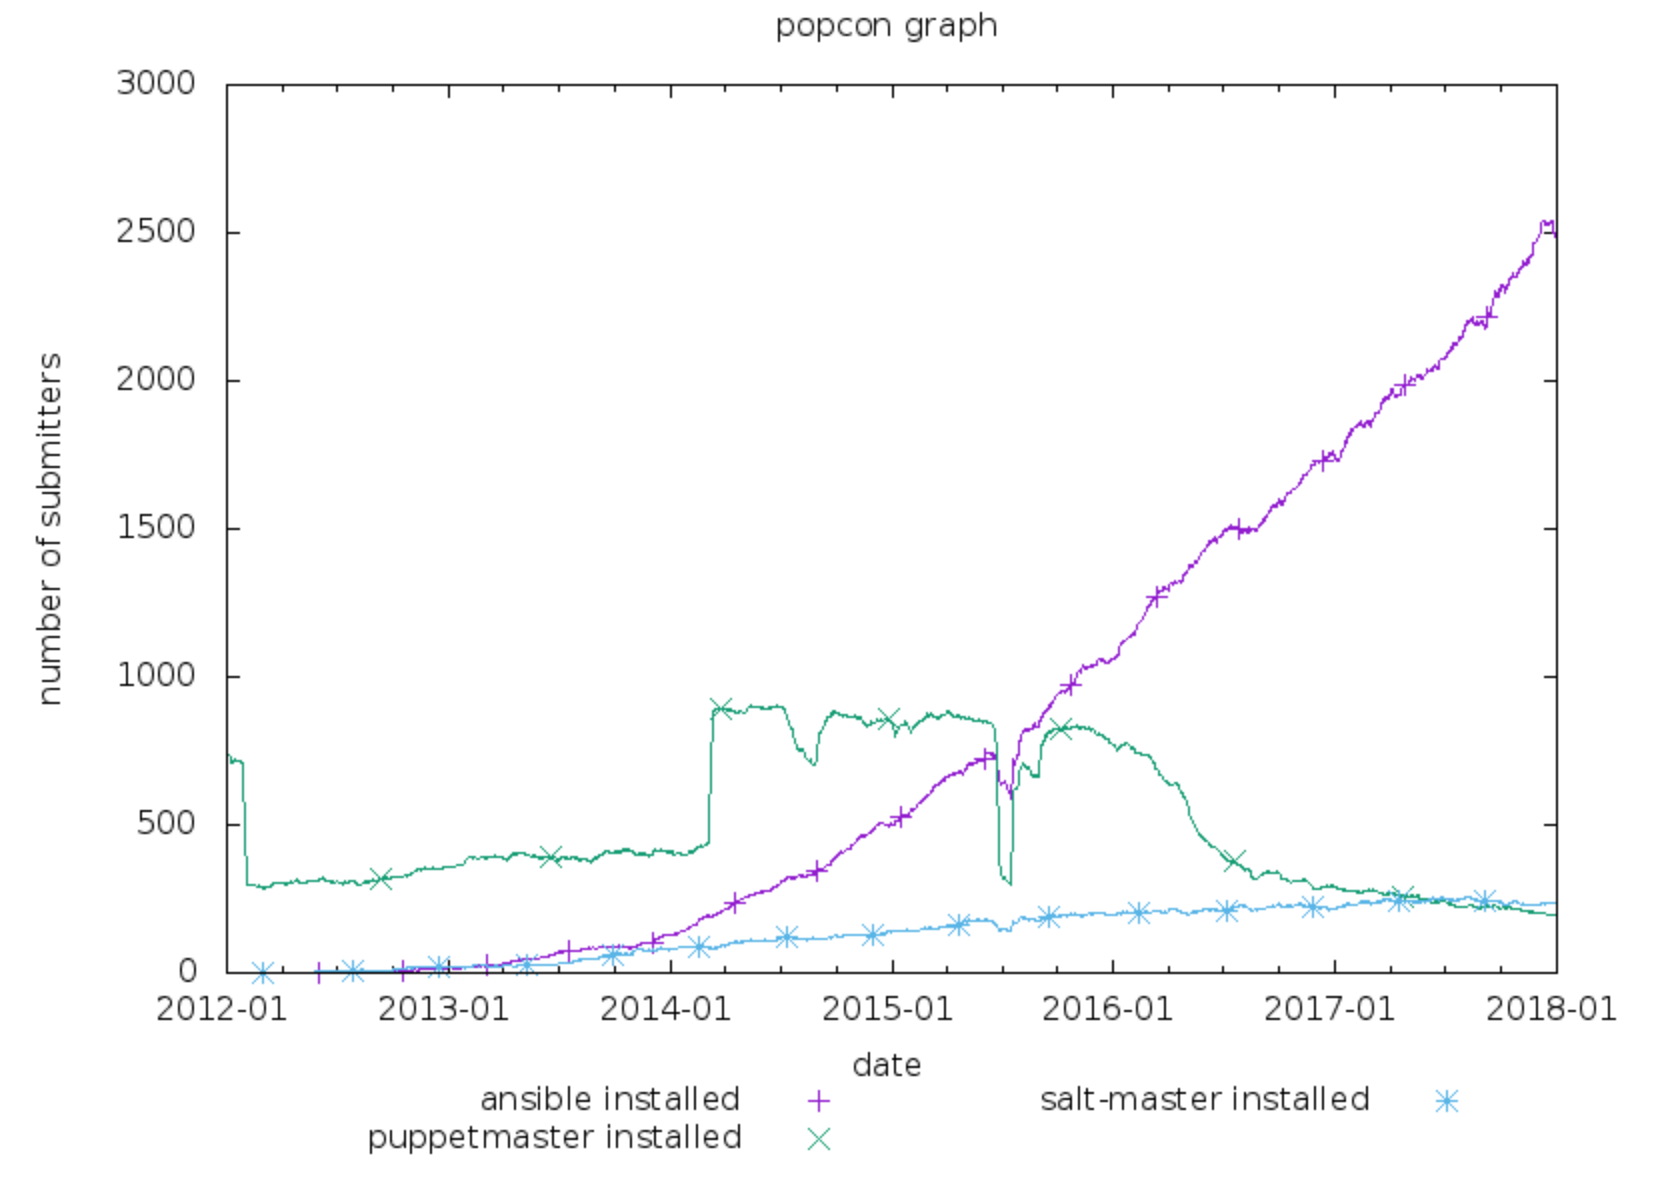 popcon graph
3000
2500
2000
1500
1000
500
0
number of submitters
2012-01 2013-01 2014-01 2015-01 2016-01 2017-01 2018-01
date
ansible installed salt-master installed
puppetmaster installed